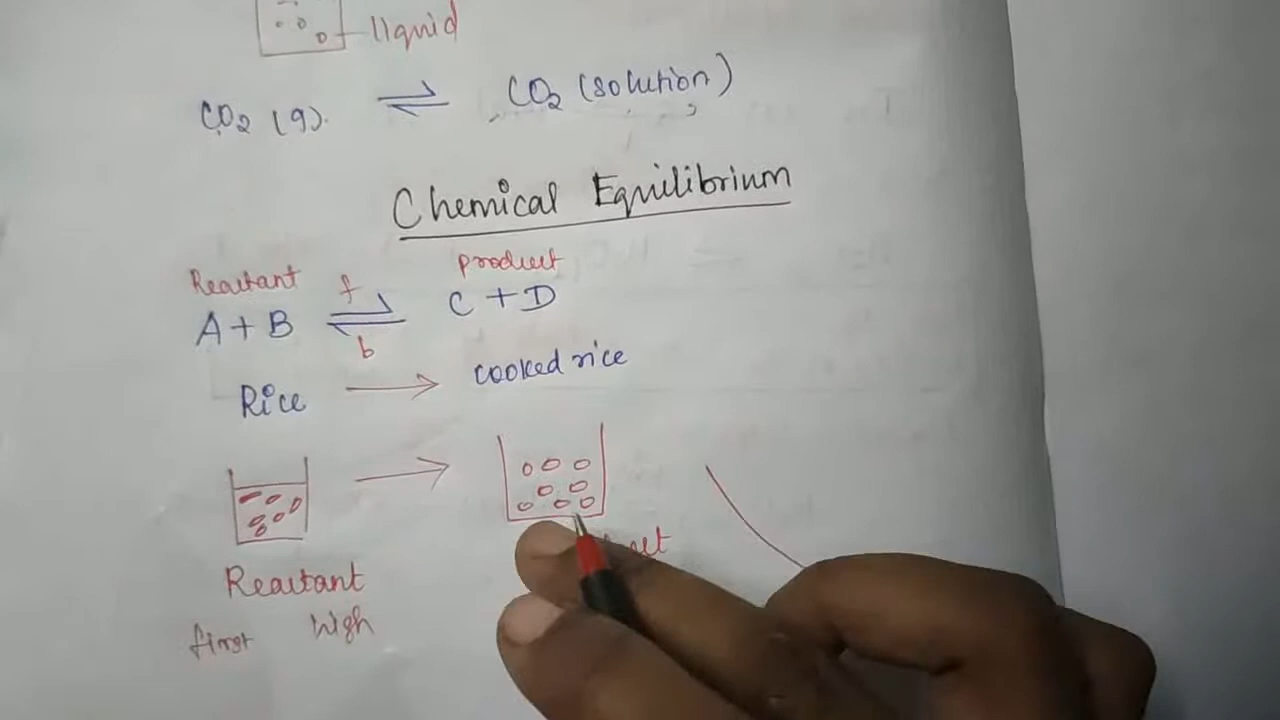 liquid
CO₂ (g) ⇌ CO₂ (solution)
Chemical Equilibrium
Reactant product
f
A + B ⇌ C + D
b
Rice → cooked rice
→
Reactant
first high